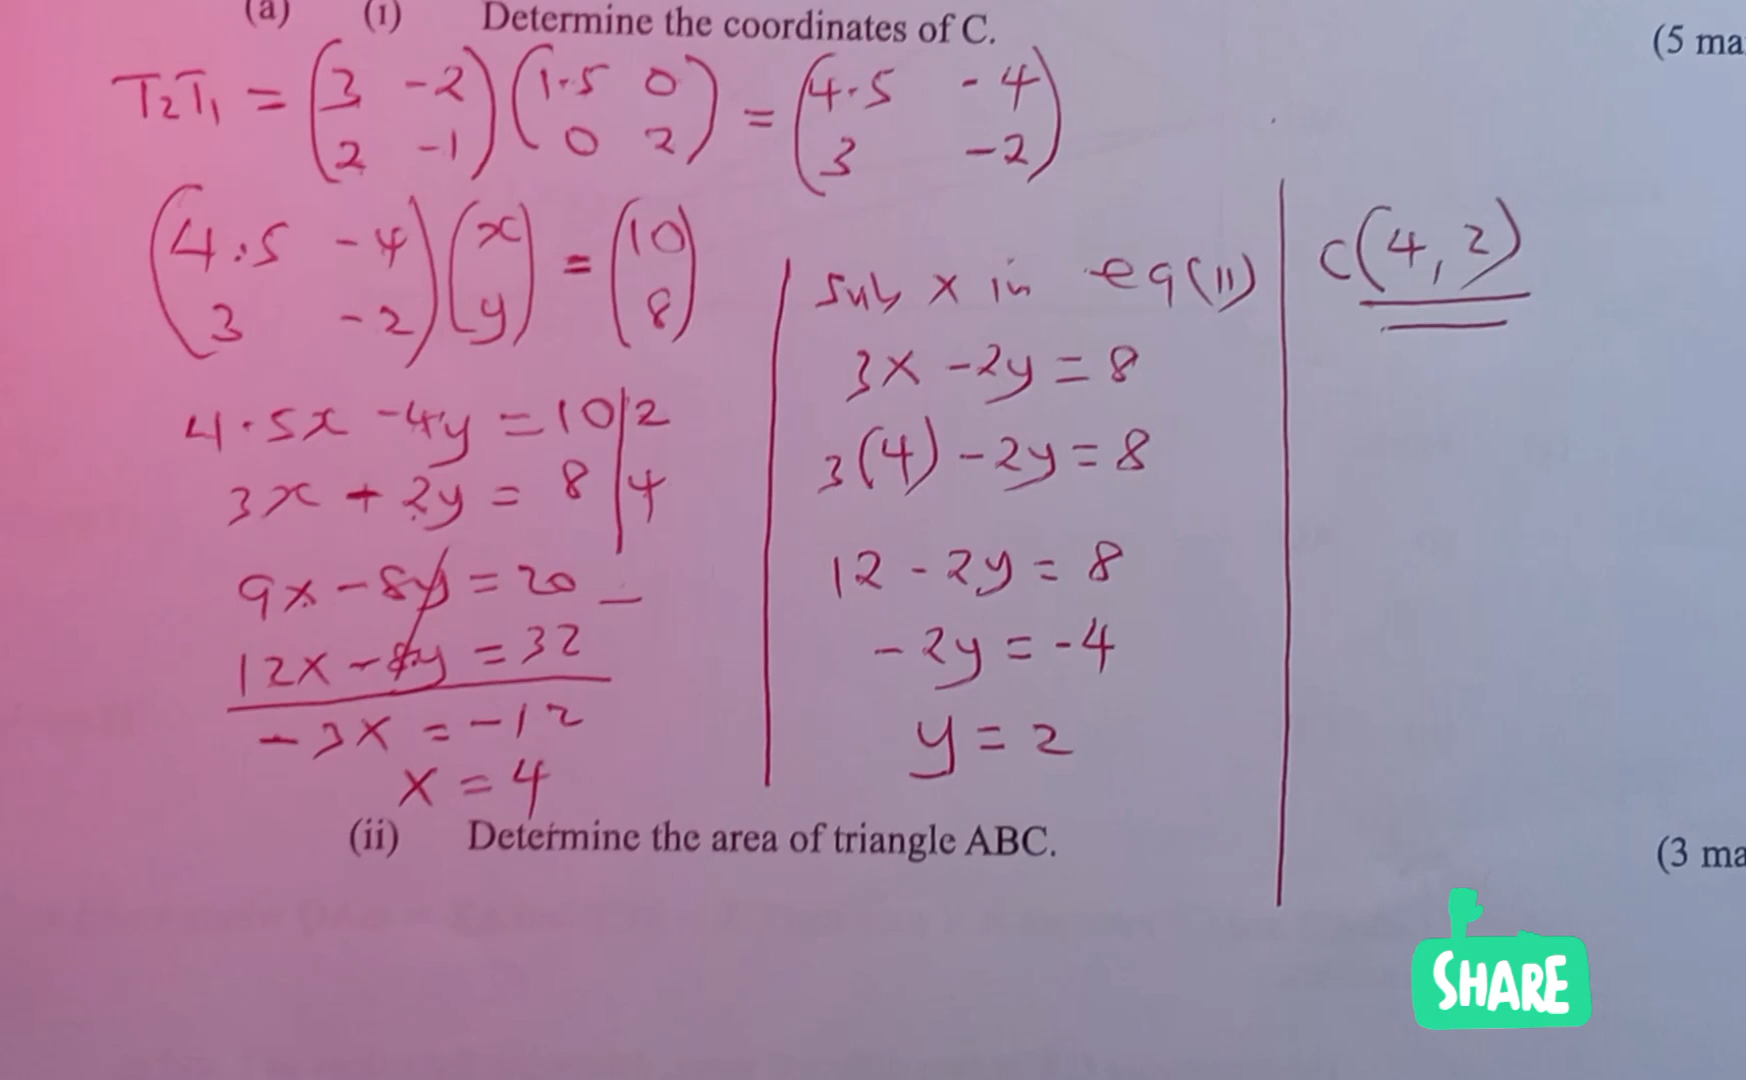 (a) (i) Determine the coordinates of C.
(5 ma
T₂T₁ = (3 -2) (1.5 0) = (4.5 -4)
(2 -1) (0 2) (3 -2)
(4.5 -4) (x) = (10)
(3 -2) (y) (8)
4.5x - 4y = 10 | 2
3x + 2y = 8 | 4
9x - 8y = 20 -
12x - 8y = 32
- 3x = -12
x = 4
sub x in eq(11)
3x - 2y = 8
3(4) - 2y = 8
12 - 2y = 8
- 2y = -4
y = 2
C(4, 2)
(ii) Determine the area of triangle ABC.
(3 ma
SHARE